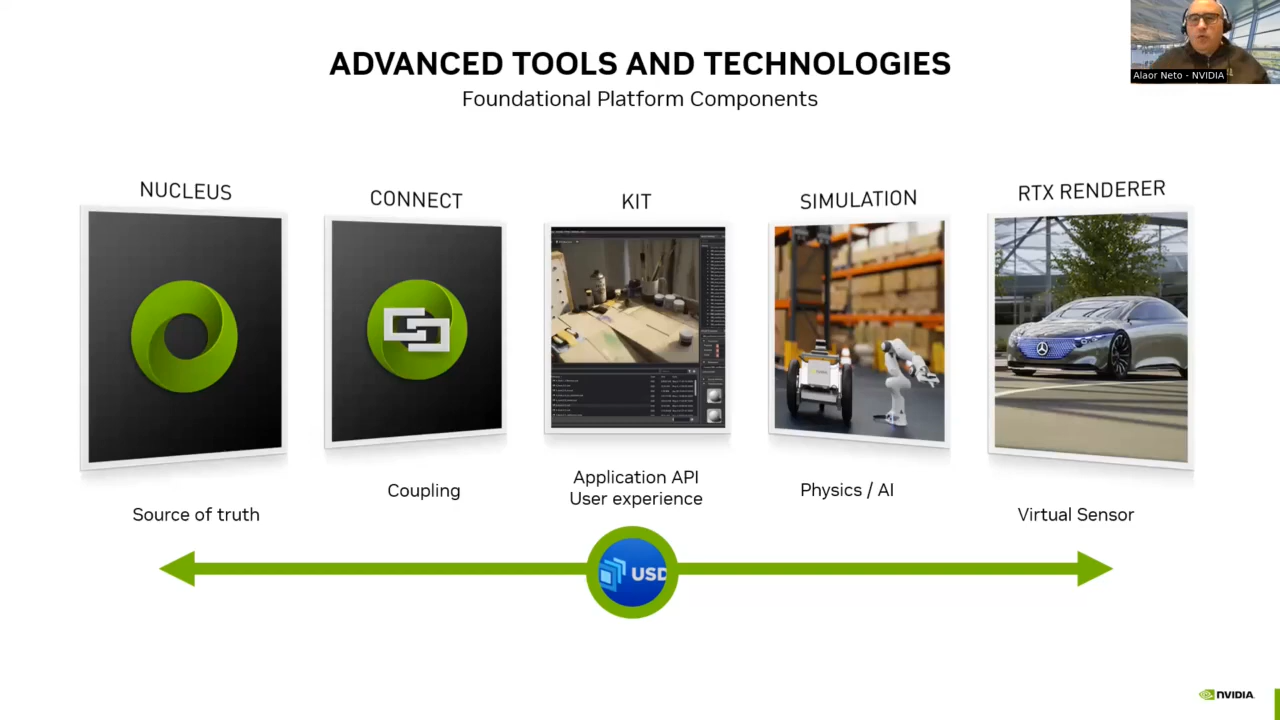 ADVANCED TOOLS AND TECHNOLOGIES
Foundational Platform Components
Alaor Neto - NVIDIA
NUCLEUS
CONNECT
KIT
SIMULATION
RTX RENDERER
Source of truth
Coupling
Application API
User experience
Physics / AI
Virtual Sensor
USD
NVIDIA